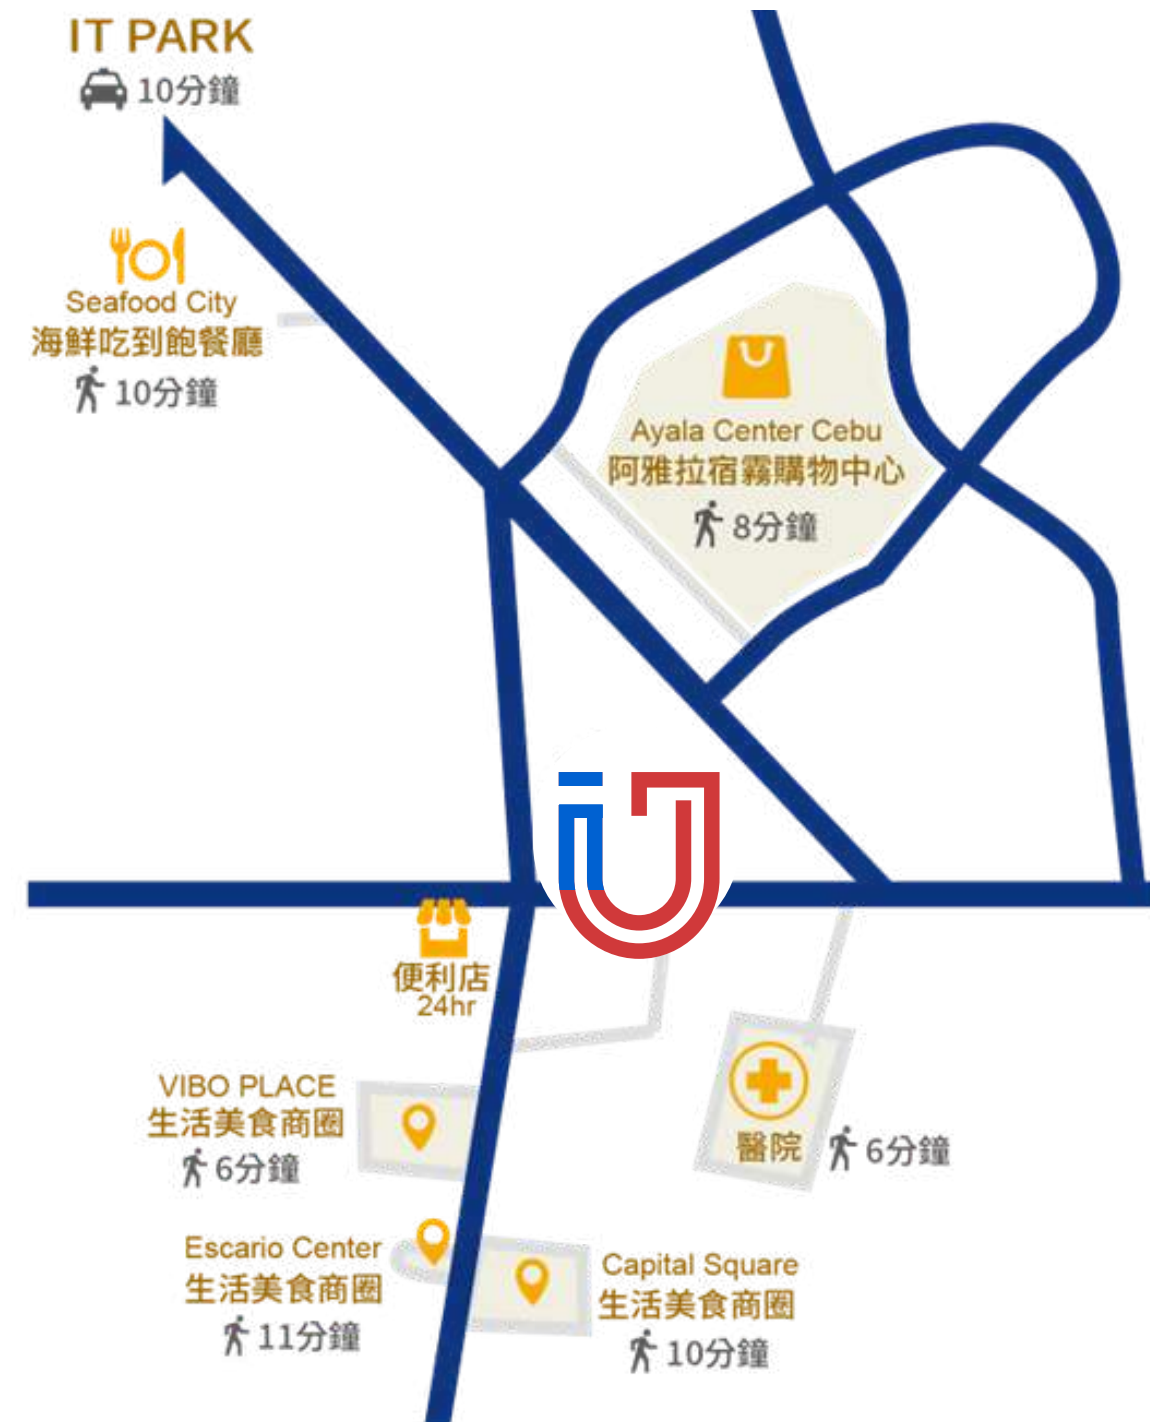 IT PARK
10分鐘
Seafood City
海鮮吃到飽餐廳
10分鐘
Ayala Center Cebu
阿雅拉宿霧購物中心
8分鐘
iU
便利店
24hr
VIBO PLACE
生活美食商圈
6分鐘
醫院
6分鐘
Escario Center
生活美食商圈
11分鐘
Capital Square
生活美食商圈
10分鐘